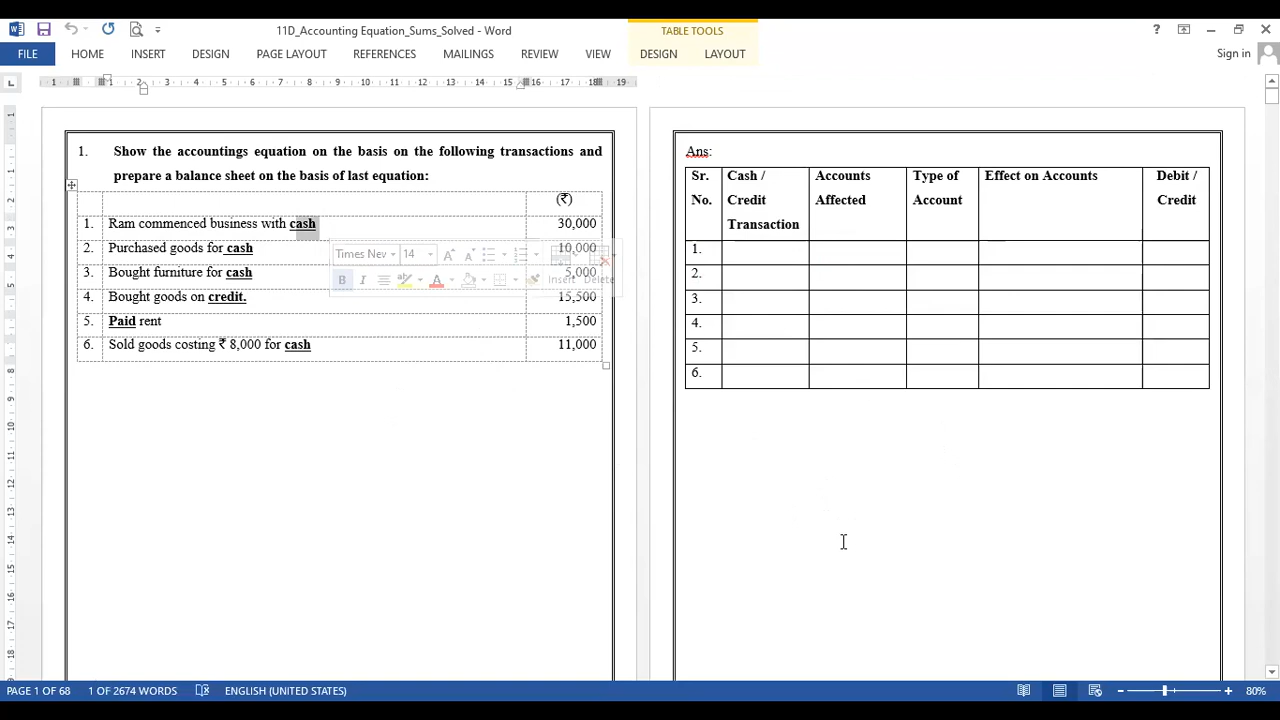 11D_Accounting Equation_Sums_Solved - Word
TABLE TOOLS
FILE HOME INSERT DESIGN PAGE LAYOUT REFERENCES MAILINGS REVIEW VIEW DESIGN LAYOUT Sign in
1. Show the accountings equation on the basis on the following transactions and
prepare a balance sheet on the basis of last equation:
(₹)
1. Ram commenced business with cash 30,000
2. Purchased goods for cash 10,000
3. Bought furniture for cash 5,000
4. Bought goods on credit. 15,500
5. Paid rent 1,500
6. Sold goods costing ₹ 8,000 for cash 11,000
Times Nev 14
Insert Delete
Ans:
Sr. Cash / Accounts Type of Effect on Accounts Debit /
No. Credit Affected Account Credit
Transaction
1.
2.
3.
4.
5.
6.
PAGE 1 OF 68 1 OF 2674 WORDS ENGLISH (UNITED STATES) 80%